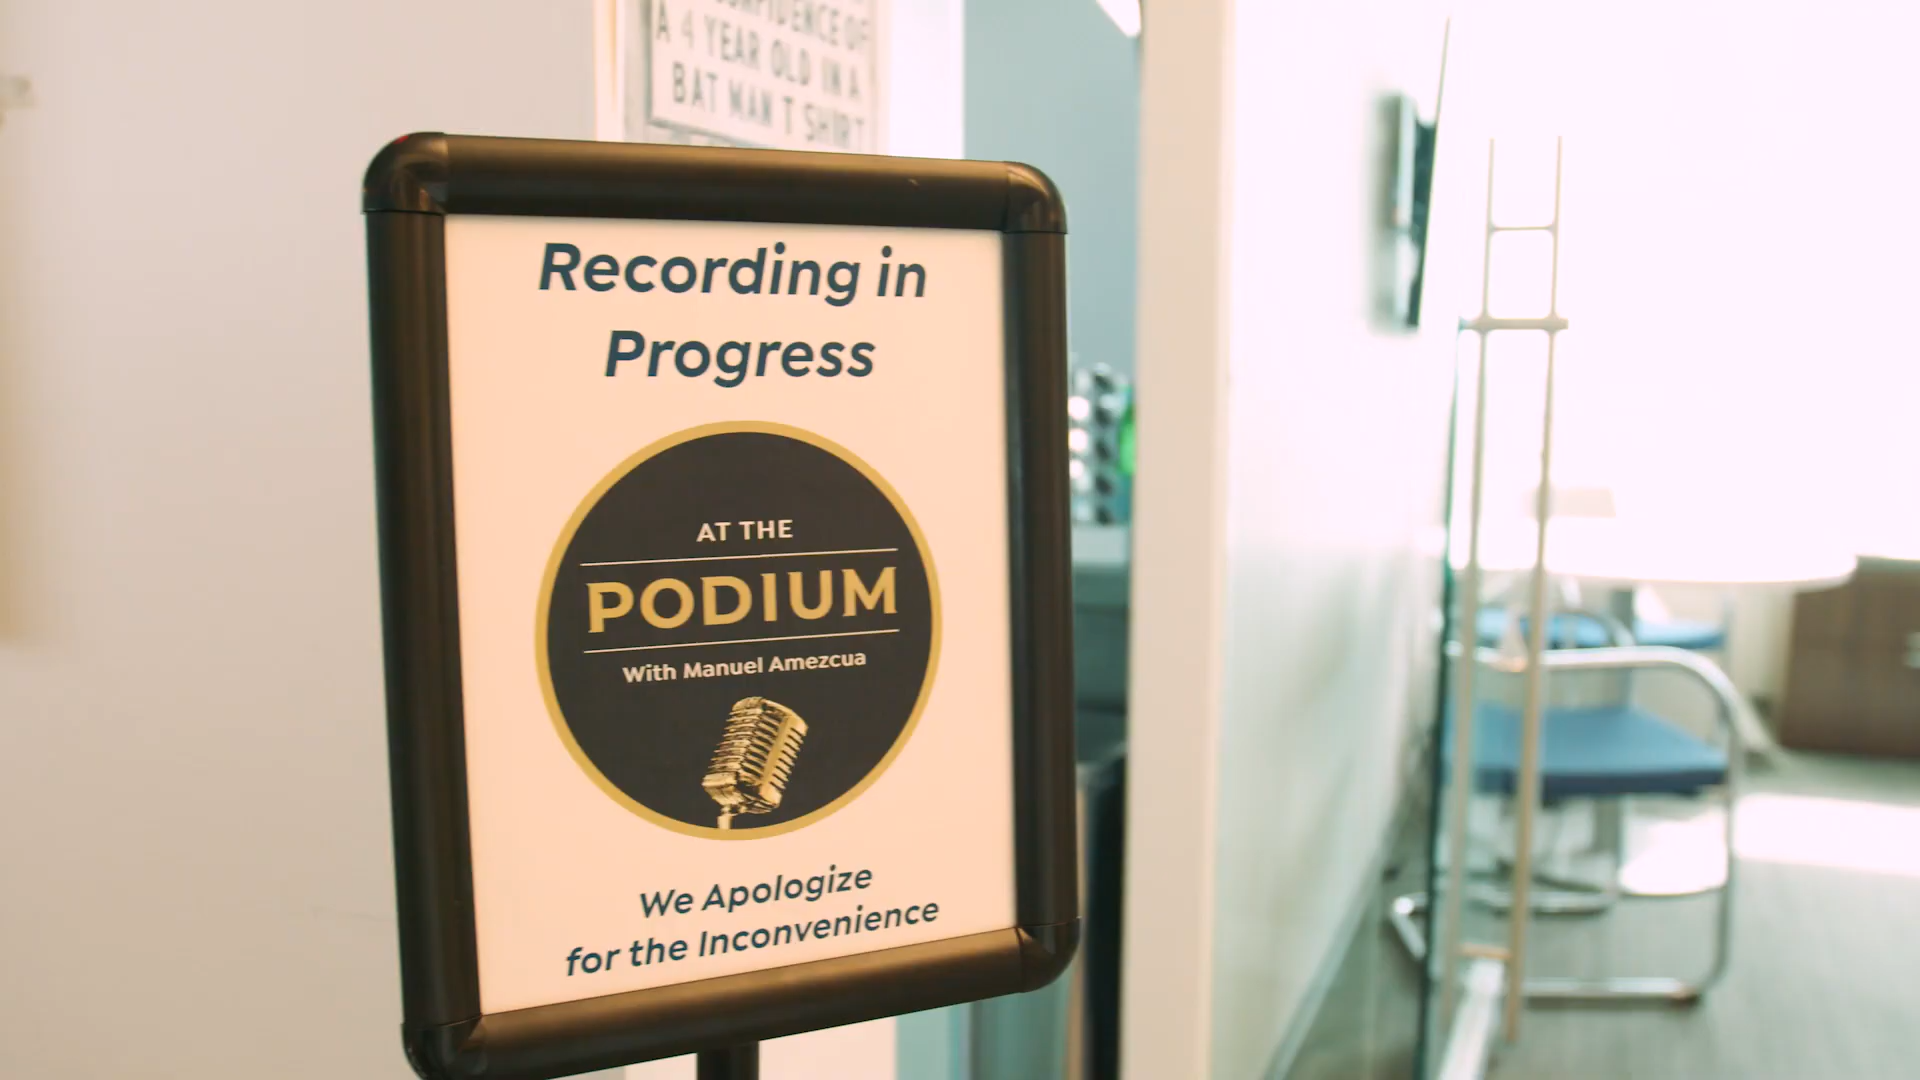 A 4 YEAR OLD IN A
BAT MAN T SHIRT
Recording in
Progress
AT THE
PODIUM
With Manuel Amezcua
We Apologize
for the Inconvenience